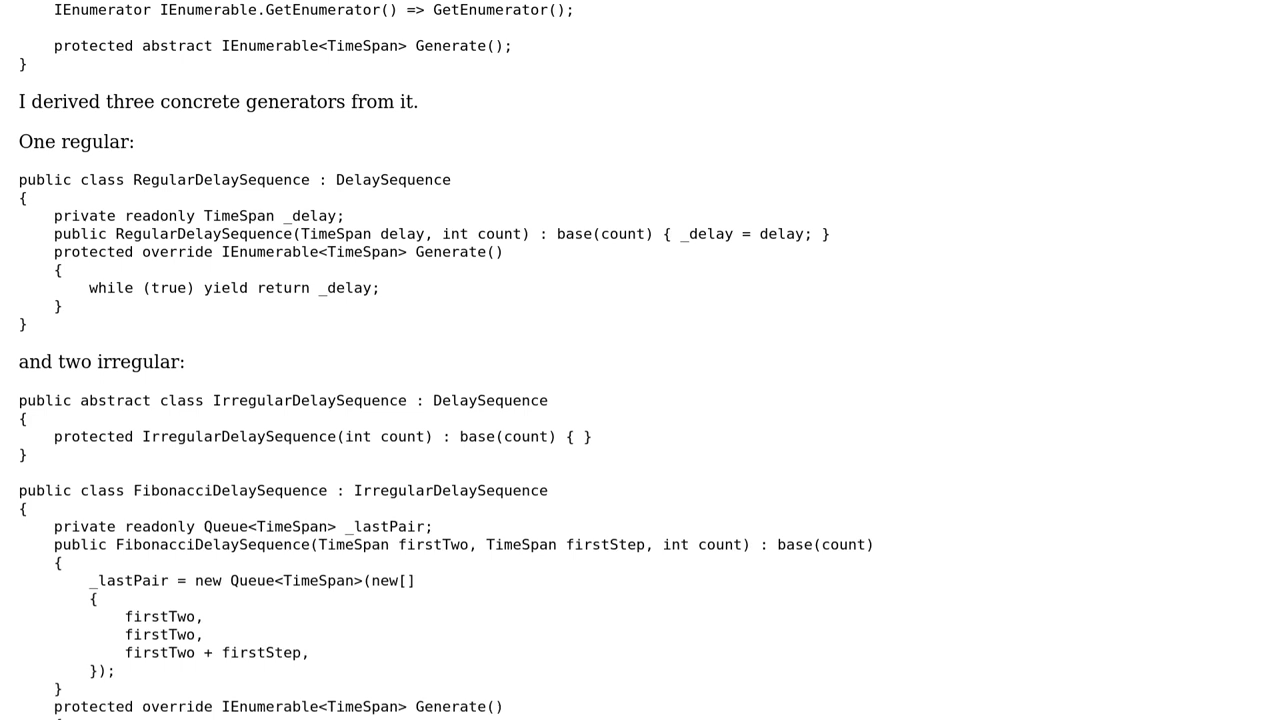 IEnumerator IEnumerable.GetEnumerator() => GetEnumerator();

    protected abstract IEnumerable<TimeSpan> Generate();
}
I derived three concrete generators from it.
One regular:
public class RegularDelaySequence : DelaySequence
{
    private readonly TimeSpan _delay;
    public RegularDelaySequence(TimeSpan delay, int count) : base(count) { _delay = delay; }
    protected override IEnumerable<TimeSpan> Generate()
    {
        while (true) yield return _delay;
    }
}
and two irregular:
public abstract class IrregularDelaySequence : DelaySequence
{
    protected IrregularDelaySequence(int count) : base(count) { }
}

public class FibonacciDelaySequence : IrregularDelaySequence
{
    private readonly Queue<TimeSpan> _lastPair;
    public FibonacciDelaySequence(TimeSpan firstTwo, TimeSpan firstStep, int count) : base(count)
    {
        _lastPair = new Queue<TimeSpan>(new[]
        {
            firstTwo,
            firstTwo,
            firstTwo + firstStep,
        });
    }
    protected override IEnumerable<TimeSpan> Generate()